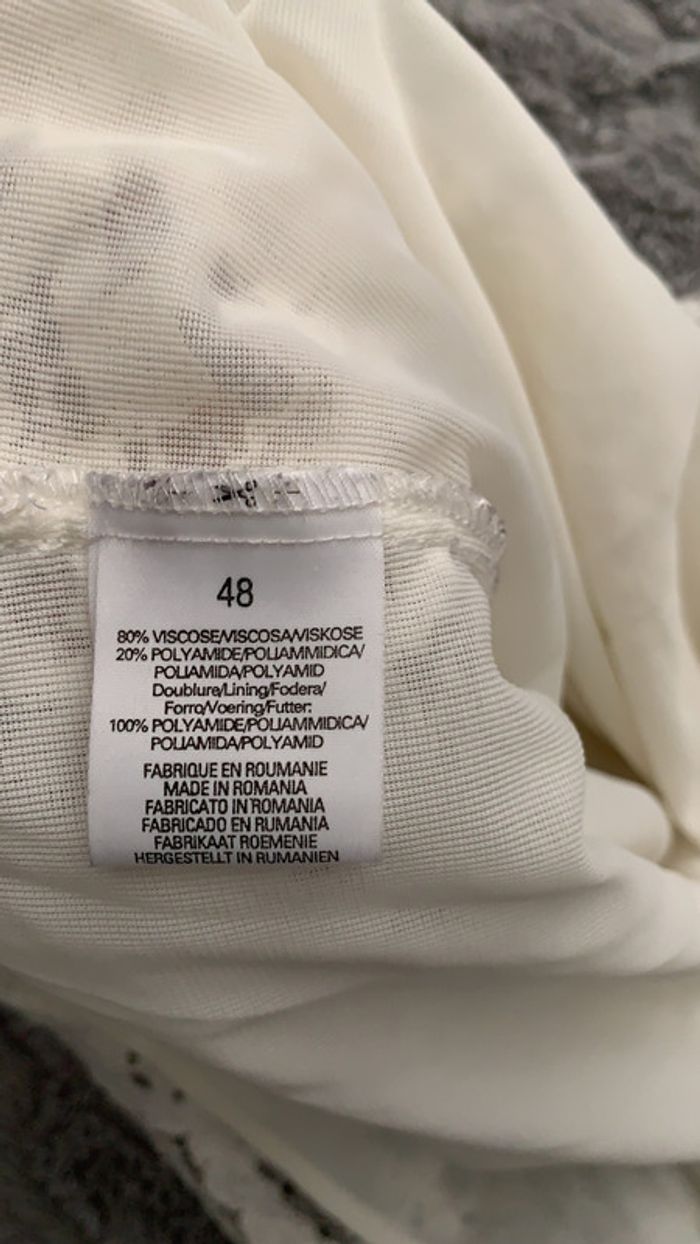 48
80% VISCOSE/VISCOSA/VISKOSE
20% POLYAMIDE/POLIAMMIDICA/
POLIAMIDA/POLYAMID
Doublure/Lining/Fodera/
Forro/Voering/Futter:
100% POLYAMIDE/POLIAMMIDICA/
POLIAMIDA/POLYAMID
FABRIQUE EN ROUMANIE
MADE IN ROMANIA
FABRICATO IN ROMANIA
FABRICADO EN RUMANIA
FABRIKAAT ROEMENIE
HERGESTELLT IN RUMANIEN